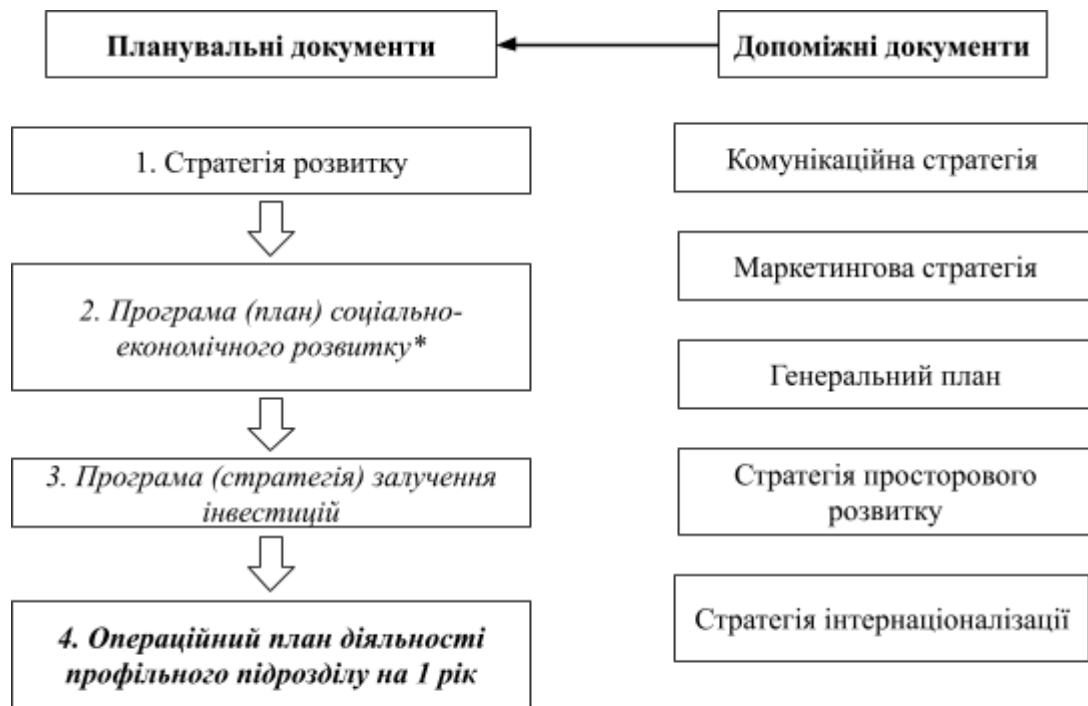 Планувальні документи
1. Стратегія розвитку
2. Програма (план) соціально-
економічного розвитку*
3. Програма (стратегія) залучення
інвестицій
4. Операційний план діяльності
профільного підрозділу на 1 рік
Допоміжні документи
Комунікаційна стратегія
Маркетингова стратегія
Генеральний план
Стратегія просторового
розвитку
Стратегія інтернаціоналізації